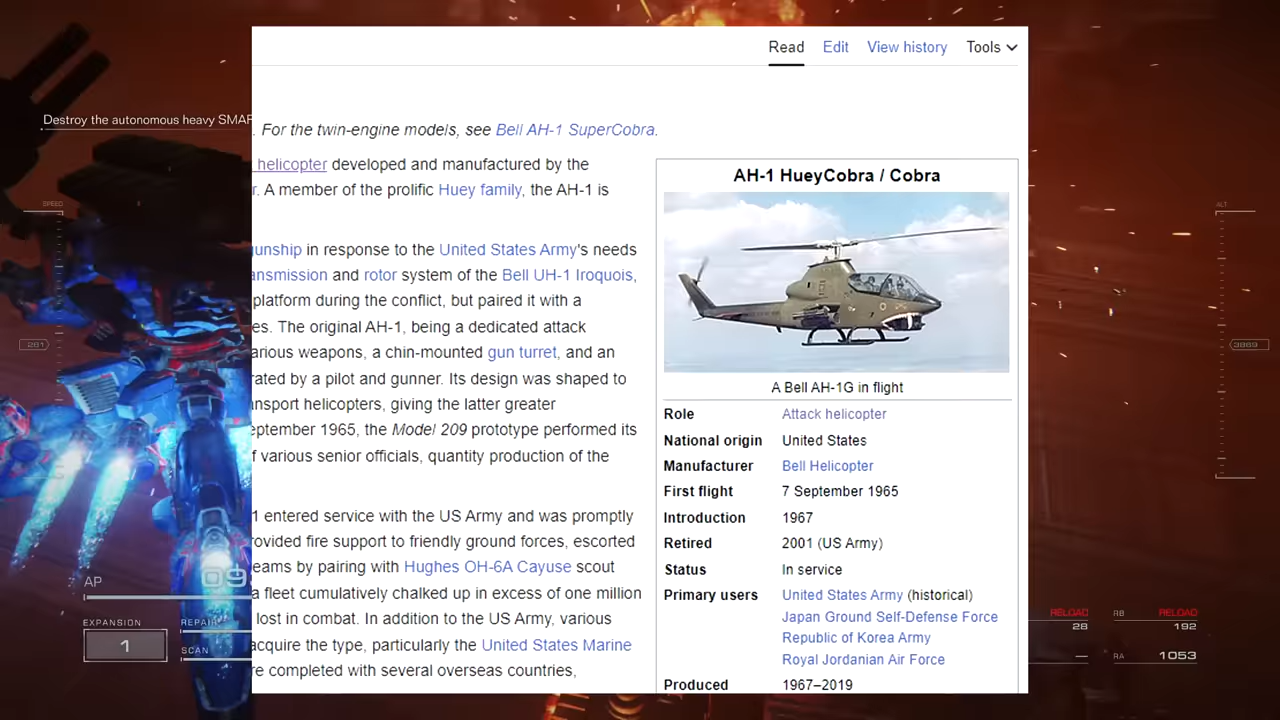 Read Edit View history Tools
Destroy the autonomous heavy SMAR
. For the twin-engine models, see Bell AH-1 SuperCobra.
helicopter developed and manufactured by the
r. A member of the prolific Huey family, the AH-1 is
gunship in response to the United States Army's needs
ansmission and rotor system of the Bell UH-1 Iroquois,
platform during the conflict, but paired it with a
es. The original AH-1, being a dedicated attack
arious weapons, a chin-mounted gun turret, and an
rated by a pilot and gunner. Its design was shaped to
ansport helicopters, giving the latter greater
eptember 1965, the Model 209 prototype performed its
f various senior officials, quantity production of the
1 entered service with the US Army and was promptly
rovided fire support to friendly ground forces, escorted
eams by pairing with Hughes OH-6A Cayuse scout
a fleet cumulatively chalked up in excess of one million
lost in combat. In addition to the US Army, various
acquire the type, particularly the United States Marine
re completed with several overseas countries,
AH-1 HueyCobra / Cobra
A Bell AH-1G in flight
Role Attack helicopter
National origin United States
Manufacturer Bell Helicopter
First flight 7 September 1965
Introduction 1967
Retired 2001 (US Army)
Status In service
Primary users United States Army (historical)
Japan Ground Self-Defense Force
Republic of Korea Army
Royal Jordanian Air Force
Produced 1967–2019
SPEED
281
ALT
3869
AP
09
EXPANSION
1
REPAIR
SCAN
RELOAD
28
RB RELOAD
192
RA 1053